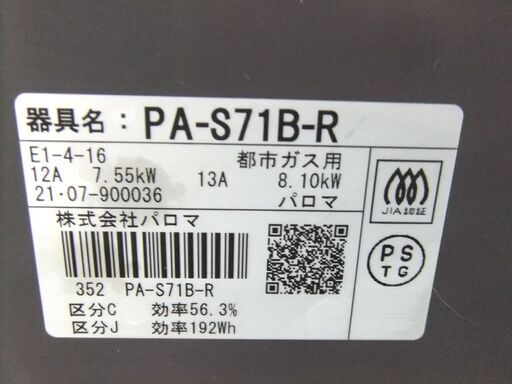 器具名: PA-S71B-R
E1-4-16 都市ガス用
12A 7.55kW 13A 8.10kW
21・07-900036 パロマ
株式会社パロマ
352 PA-S71B-R
区分C 効率56.3%
区分J 効率192Wh
JIA認証
PS
TG